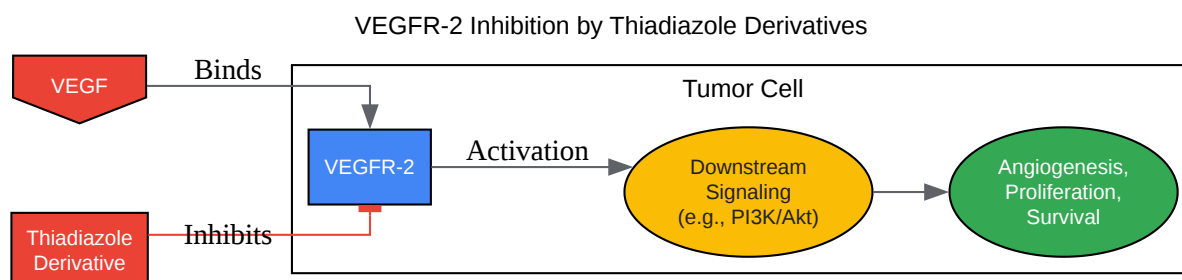 VEGFR-2 Inhibition by Thiadiazole Derivatives
VEGF
Binds
Tumor Cell
VEGFR-2
Activation
Downstream
Signaling
(e.g., PI3K/Akt)
Angiogenesis,
Proliferation,
Survival
Thiadiazole
Derivative
Inhibits